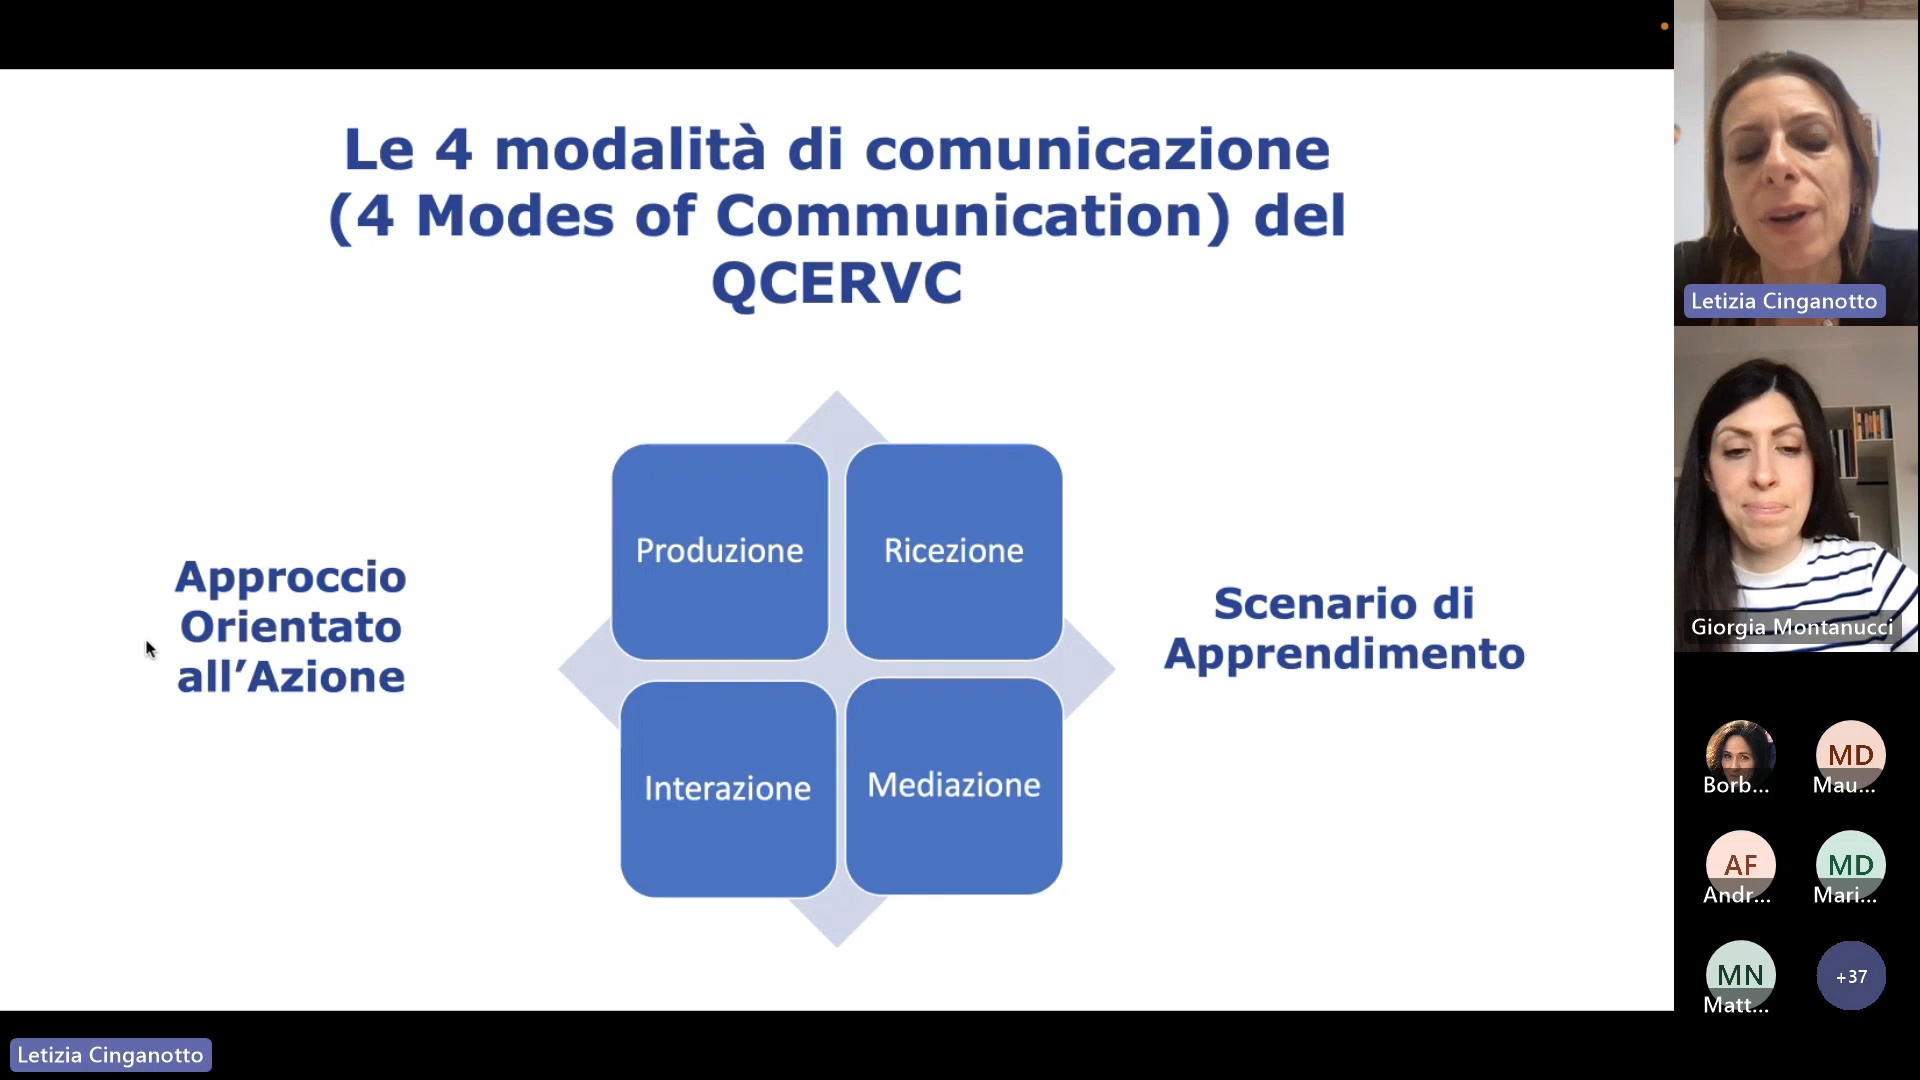 Le 4 modalità di comunicazione
(4 Modes of Communication) del
QCERVC
Approccio
Orientato
all’Azione
Produzione
Ricezione
Interazione
Mediazione
Scenario di
Apprendimento
Letizia Cinganotto
Giorgia Montanucci
Borb...
MD
Mau...
AF
Andr...
MD
Mari...
MN
Matt...
+37
Letizia Cinganotto